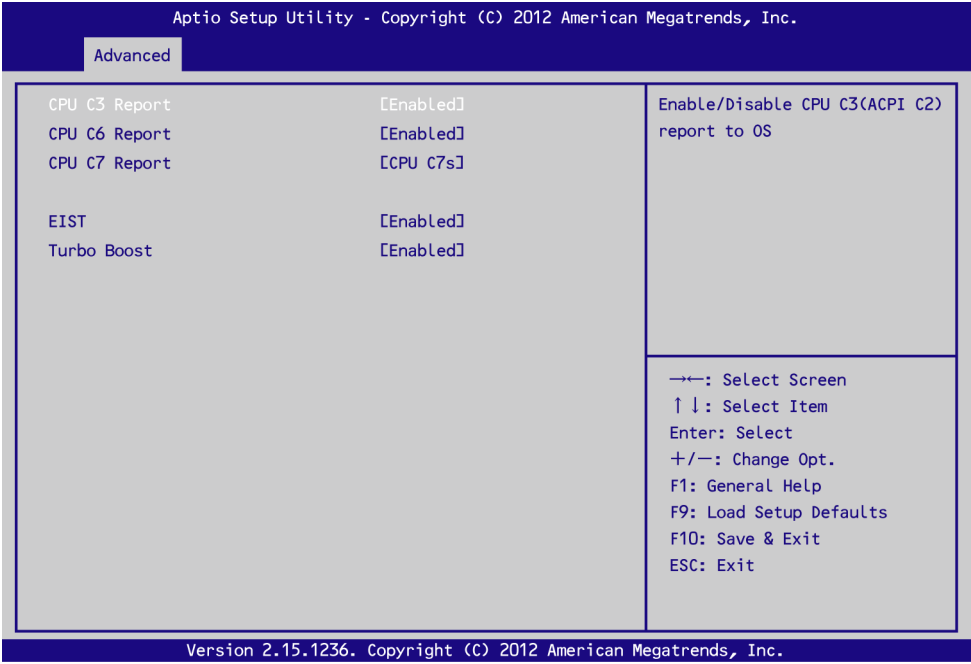 Aptio Setup Utility - Copyright (C) 2012 American Megatrends, Inc.
Advanced
CPU C3 Report [Enabled]
CPU C6 Report [Enabled]
CPU C7 Report [CPU C7s]
EIST [Enabled]
Turbo Boost [Enabled]
Enable/Disable CPU C3(ACPI C2)
report to OS
→←: Select Screen
↑↓: Select Item
Enter: Select
+/-: Change Opt.
F1: General Help
F9: Load Setup Defaults
F10: Save & Exit
ESC: Exit
Version 2.15.1236. Copyright (C) 2012 American Megatrends, Inc.